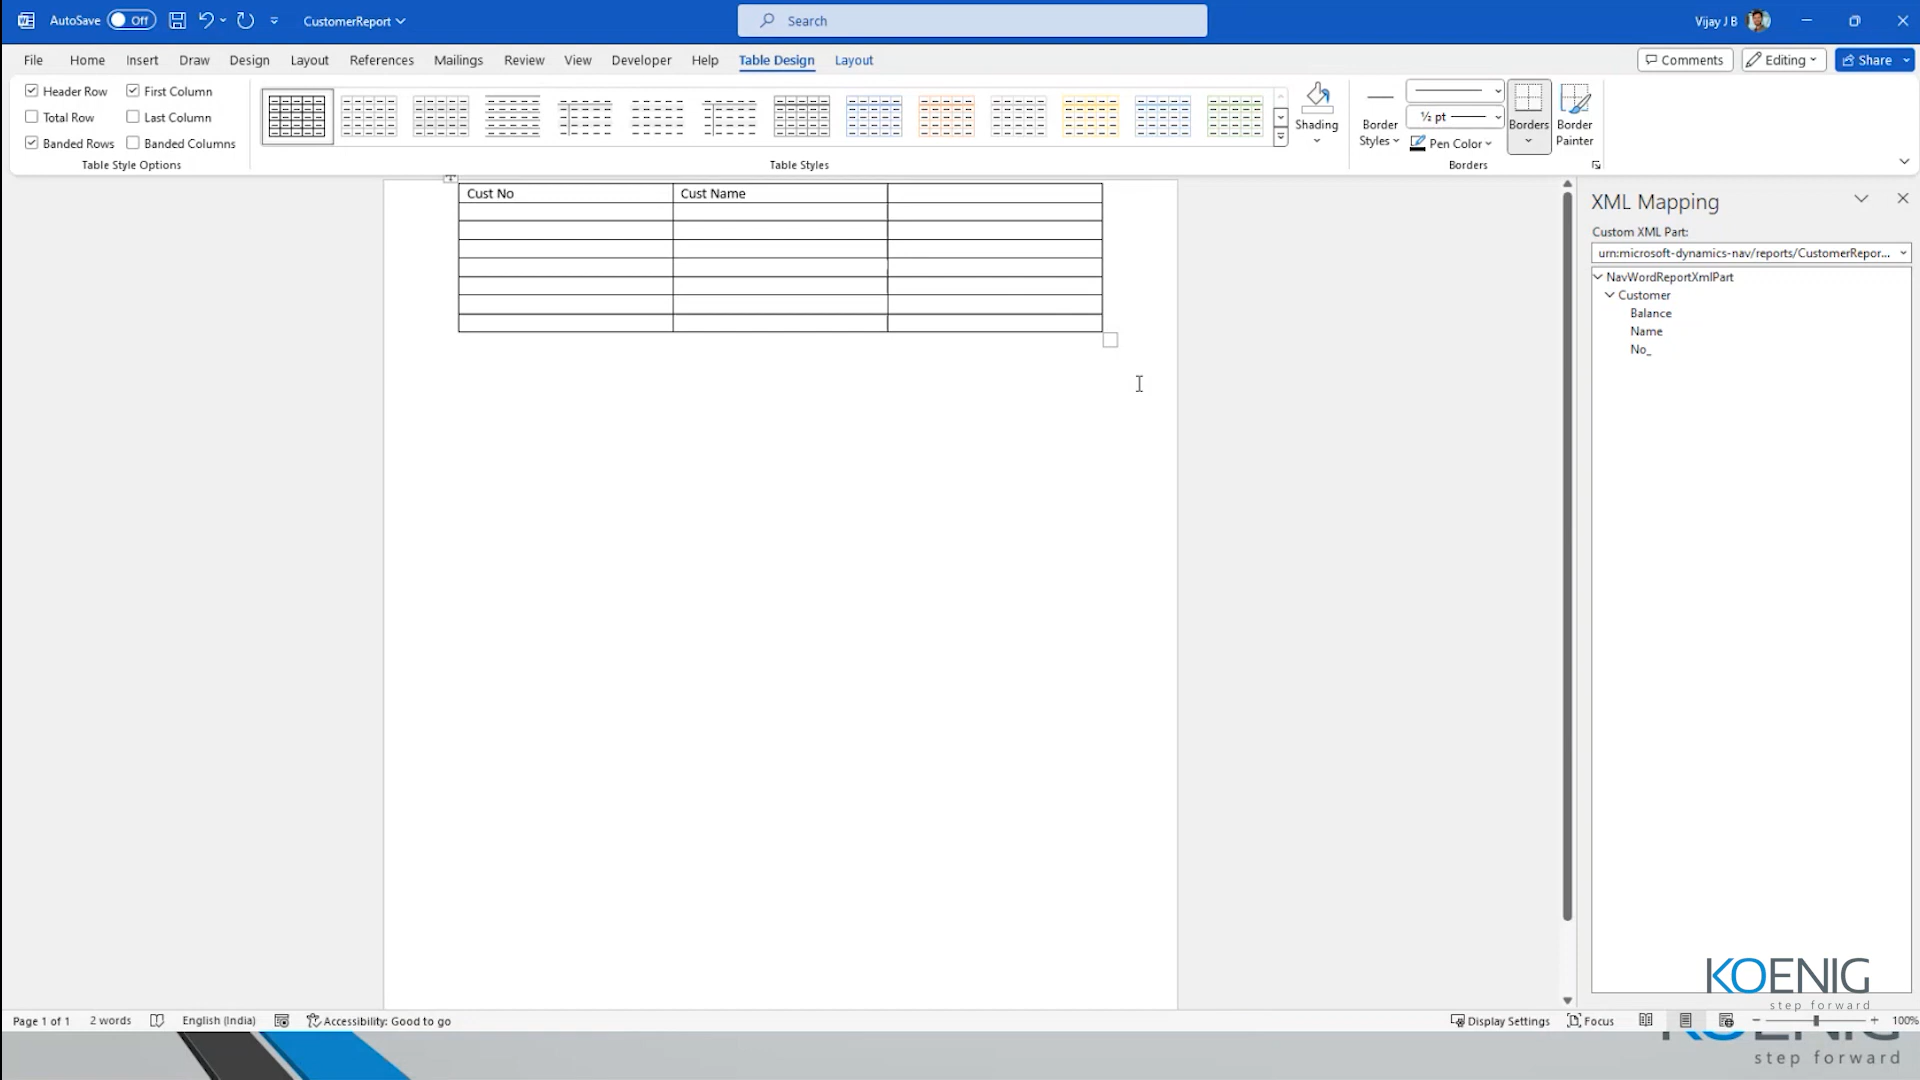 AutoSave Off CustomerReport Search Vijay J B
File Home Insert Draw Design Layout References Mailings Review View Developer Help Table Design Layout Comments Editing Share
Header Row First Column
Total Row Last Column
Banded Rows Banded Columns
Table Style Options
Table Styles
Shading
Border
Styles
½ pt
Pen Color
Borders
Border
Painter
Borders
Cust No Cust Name
XML Mapping
Custom XML Part:
urn:microsoft-dynamics-nav/reports/CustomerRepor...
NavWordReportXmlPart
Customer
Balance
Name
No_
KOENIG
step forward
Page 1 of 1 2 words English (India) Accessibility: Good to go Display Settings Focus 100%
KOENIG
step forward